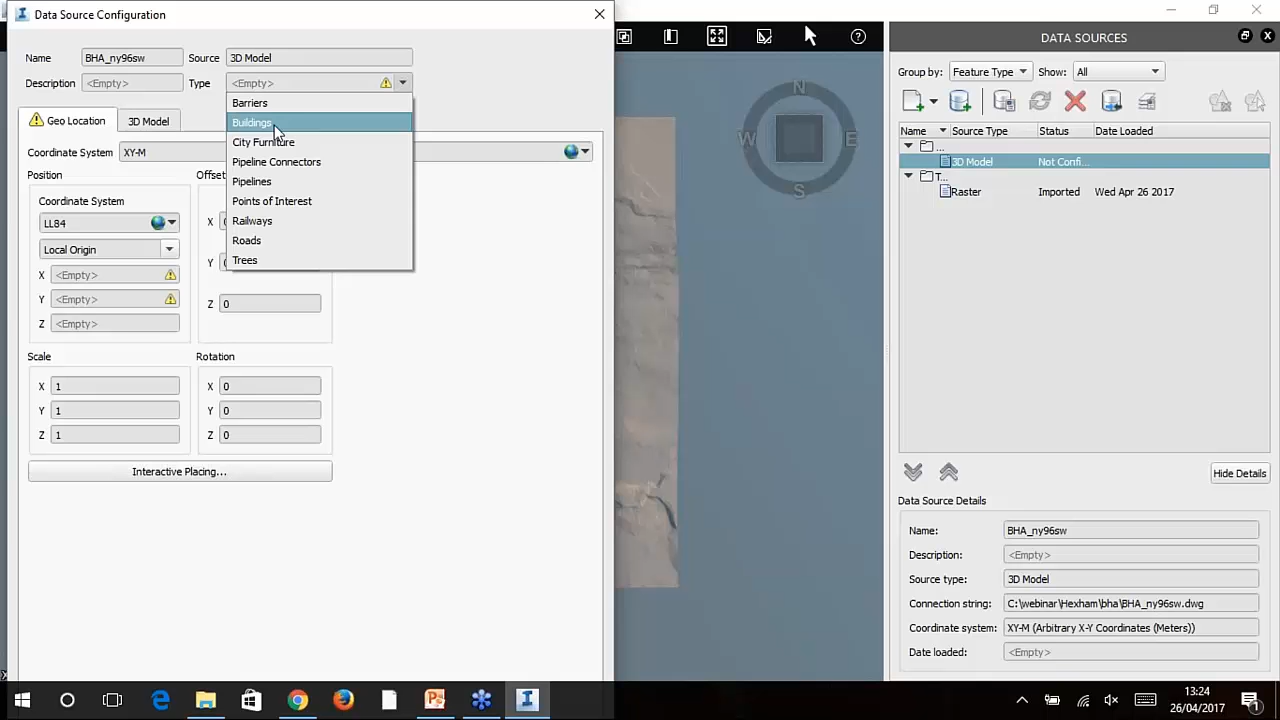 Data Source Configuration
Name
BHA_ny96sw
Source
3D Model
Description
<Empty>
Type
<Empty>
Barriers
Buildings
City Furniture
Pipeline Connectors
Pipelines
Points of Interest
Railways
Roads
Trees
Geo Location
3D Model
Coordinate System
XY-M
Position
Coordinate System
LL84
Local Origin
X
<Empty>
Y
<Empty>
Z
<Empty>
Offset
X
Y
Z
0
Scale
X
1
Y
1
Z
1
Rotation
X
0
Y
0
Z
0
Interactive Placing...
N
W
E
S
DATA SOURCES
Group by:
Feature Type
Show:
All
Name
Source Type
Status
Date Loaded
...
3D Model
Not Confi...
T...
Raster
Imported
Wed Apr 26 2017
Hide Details
Data Source Details
Name:
BHA_ny96sw
Description:
<Empty>
Source type:
3D Model
Connection string:
C:\webinar\Hexham\bha\BHA_ny96sw.dwg
Coordinate system:
XY-M (Arbitrary X-Y Coordinates (Meters))
Date loaded:
<Empty>
13:24
26/04/2017